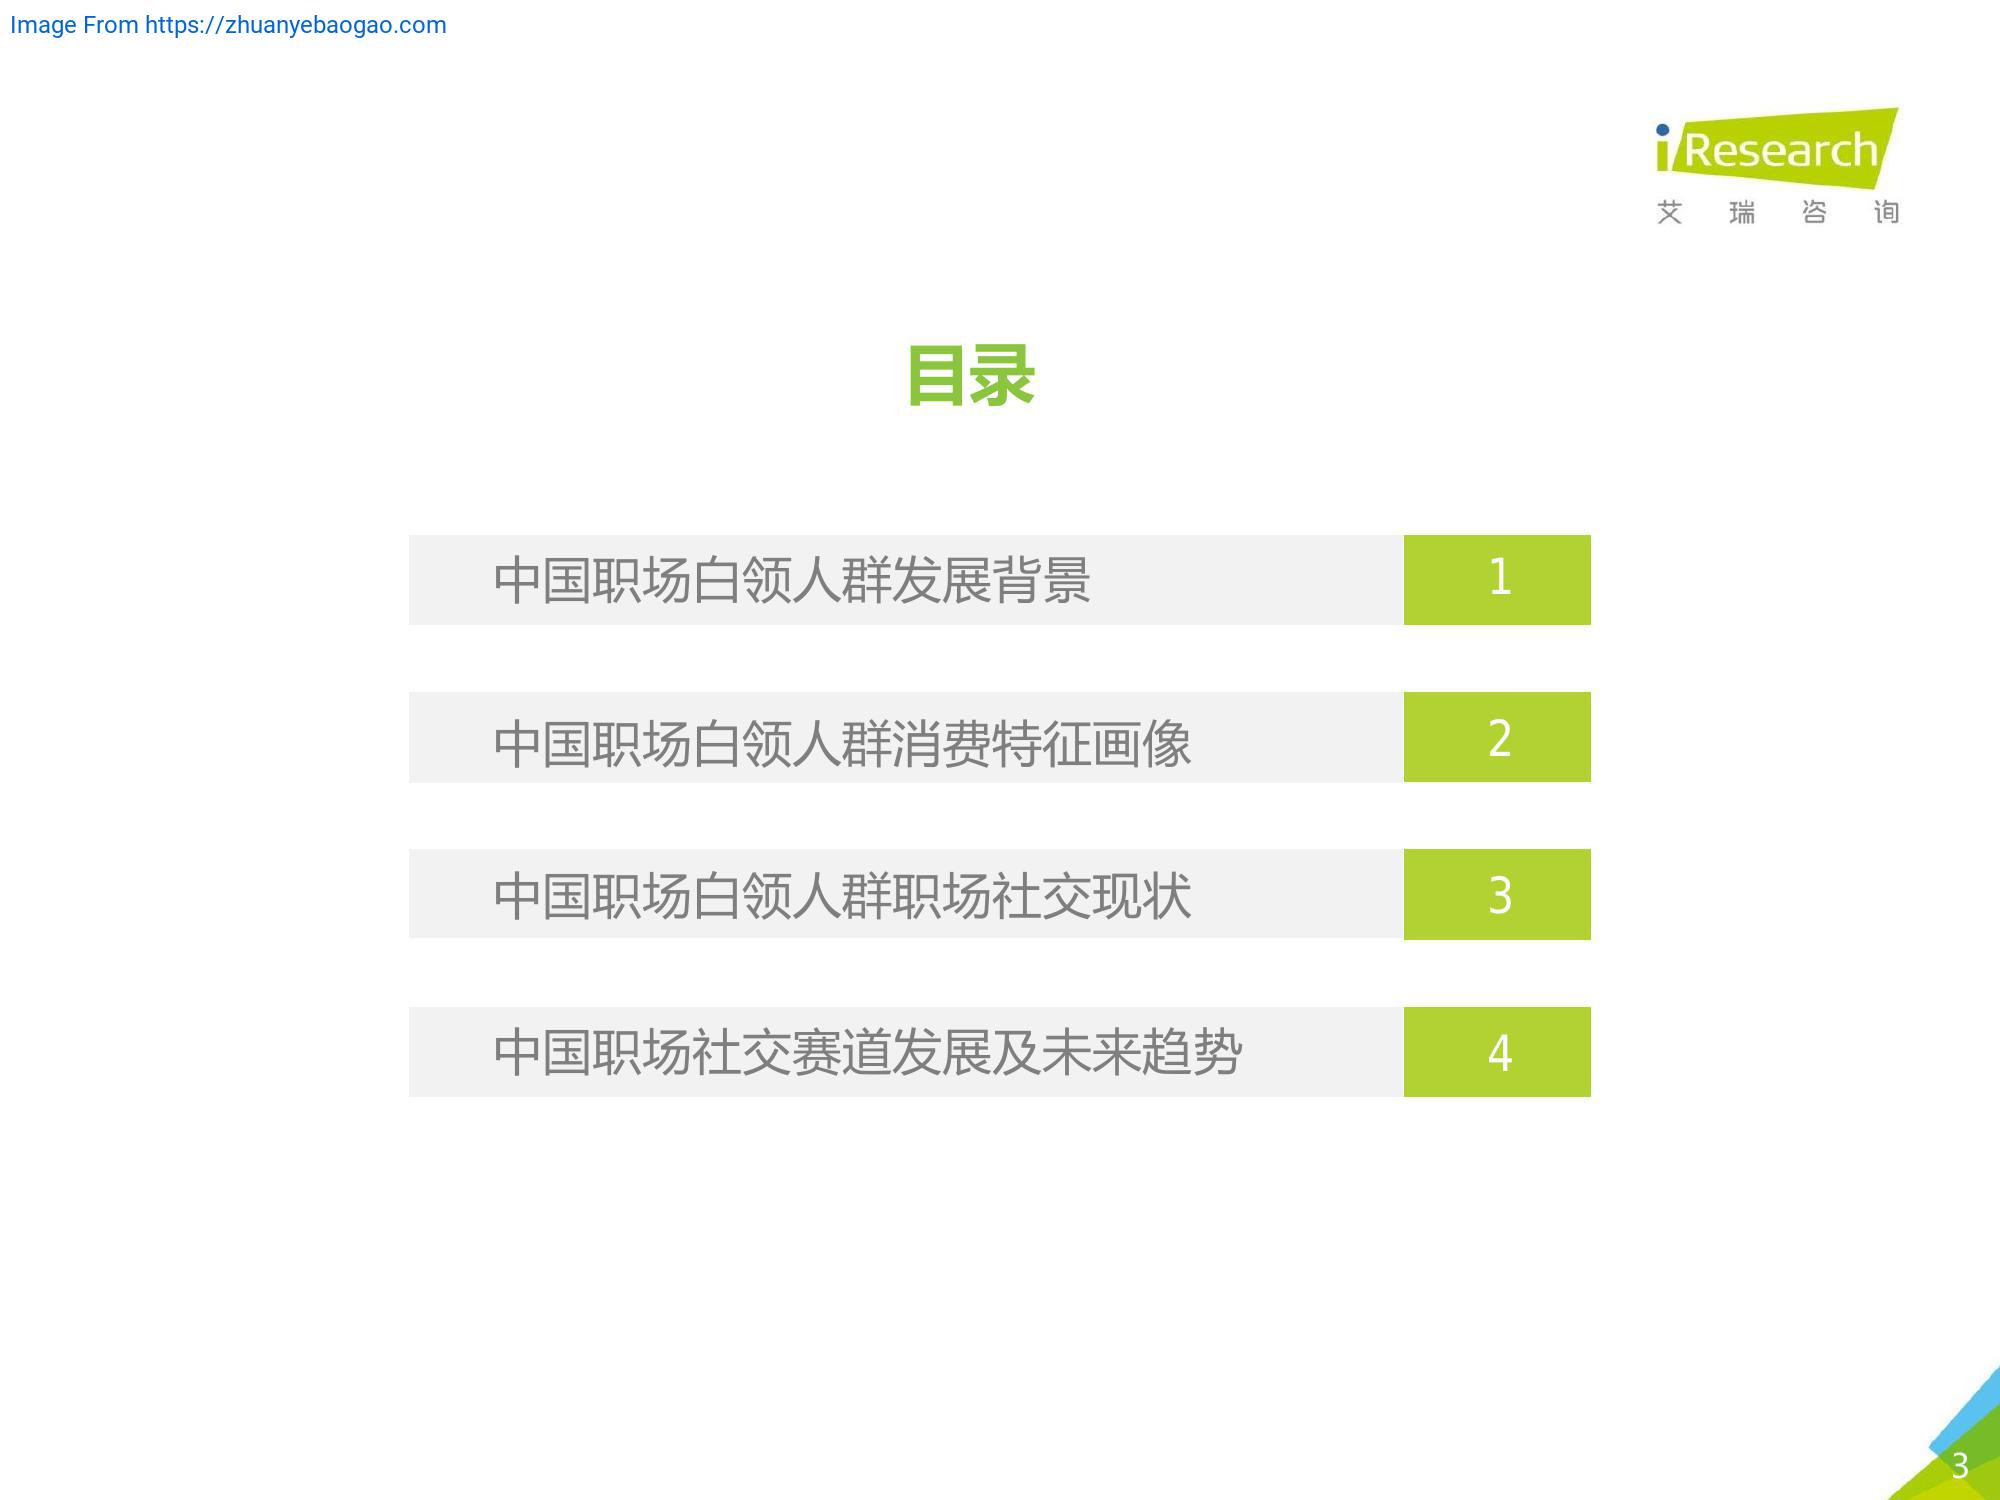 Image From https://zhuanyebaogao.com
iResearch
艾瑞咨询
目录
中国职场白领人群发展背景 1
中国职场白领人群消费特征画像 2
中国职场白领人群职场社交现状 3
中国职场社交赛道发展及未来趋势 4
3